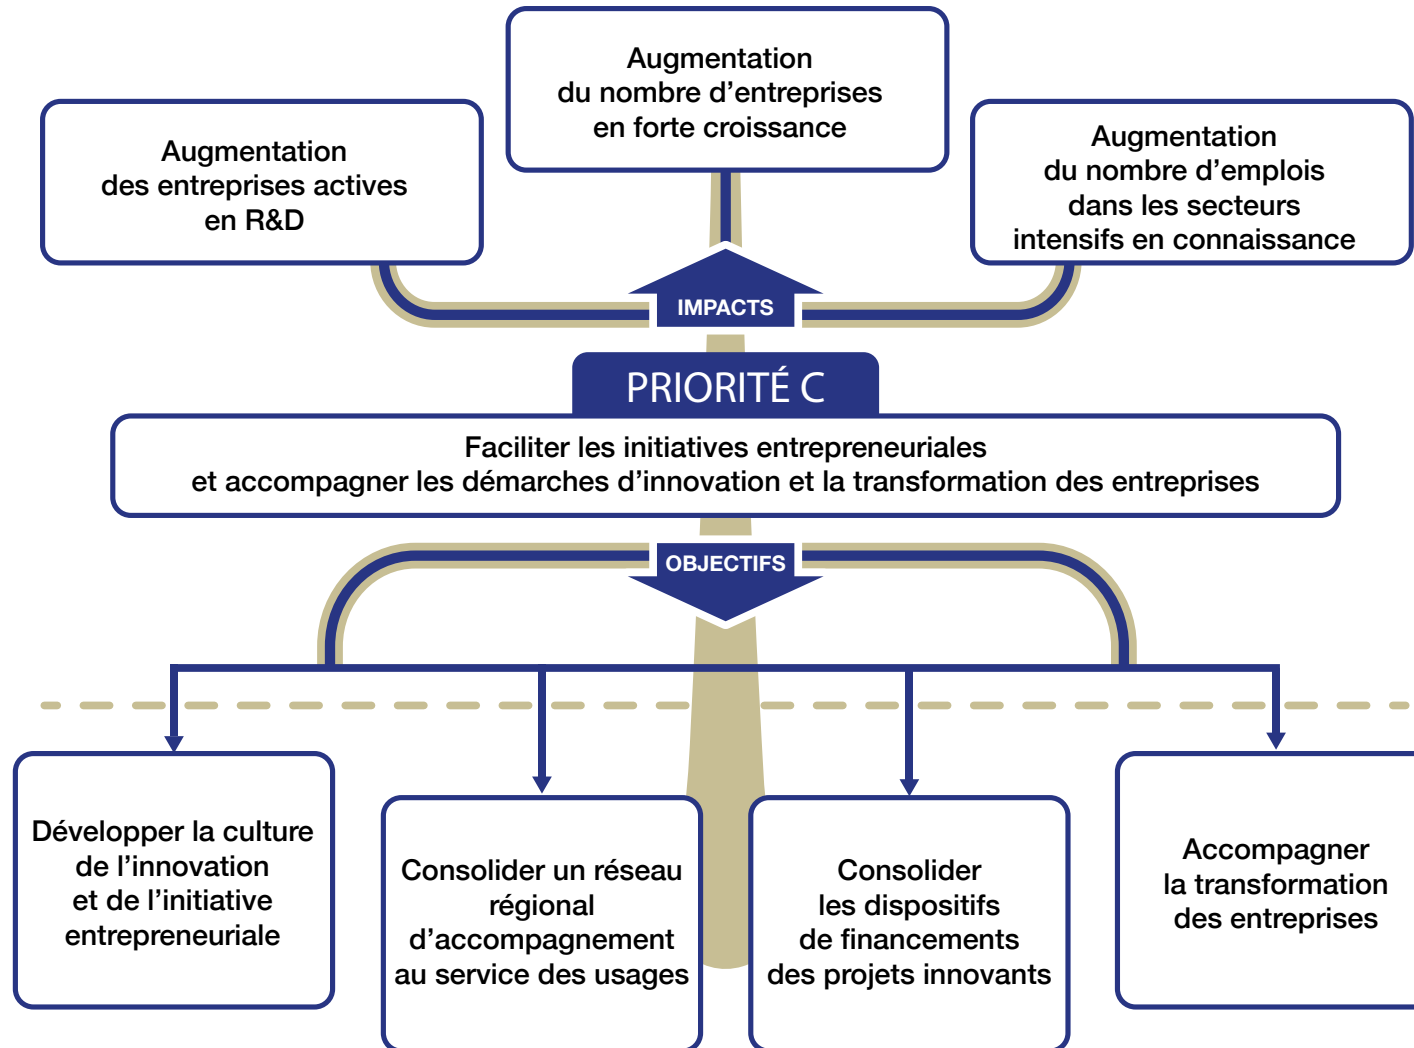 Augmentation
du nombre d’entreprises
en forte croissance
Augmentation
des entreprises actives
en R&D
Augmentation
du nombre d’emplois
dans les secteurs
intensifs en connaissance
IMPACTS
PRIORITÉ C
Faciliter les initiatives entrepreneuriales
et accompagner les démarches d’innovation et la transformation des entreprises
OBJECTIFS
Développer la culture
de l’innovation
et de l’initiative
entrepreneuriale
Consolider un réseau
régional
d’accompagnement
au service des usages
Consolider
les dispositifs
de financements
des projets innovants
Accompagner
la transformation
des entreprises